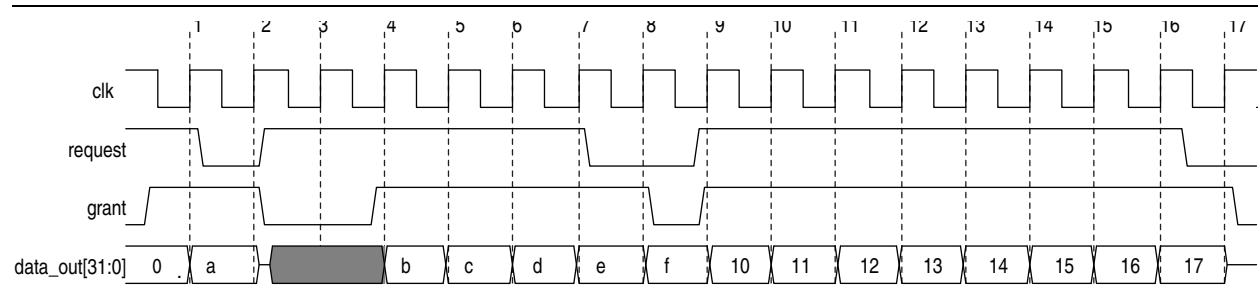 1 2 3 4 5 6 7 8 9 10 11 12 13 14 15 16 17
clk
request
grant
data_out[31:0] 0 . a b c d e f 10 11 12 13 14 15 16 17